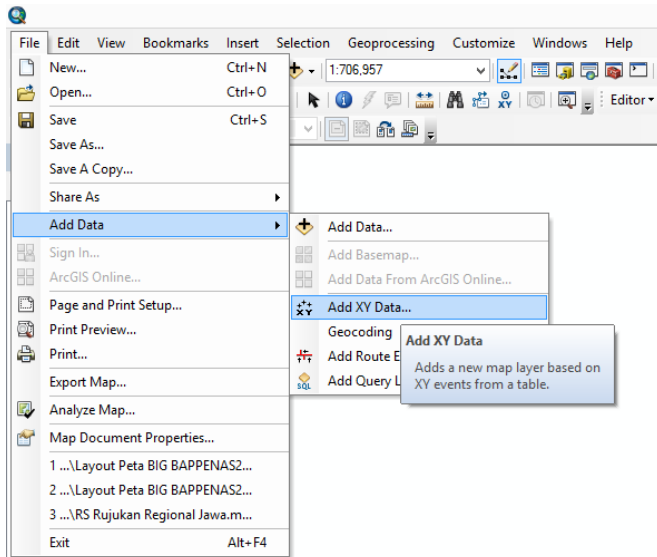 File Edit View Bookmarks Insert Selection Geoprocessing Customize Windows Help
New... Ctrl+N
1:706,957
Open... Ctrl+O
XY
Editor
Save Ctrl+S
Save As...
Save A Copy...
Share As
Add Data
Sign In...
ArcGIS Online...
Page and Print Setup...
Print Preview...
Print...
Export Map...
Analyze Map...
Map Document Properties...
1 ...\Layout Peta BIG BAPPENAS2...
2 ...\Layout Peta BIG BAPPENAS2...
3 ...\RS Rujukan Regional Jawa.m...
Exit Alt+F4
Add Data...
Add Basemap...
Add Data From ArcGIS Online...
XY Add XY Data...
Geocoding
Add Route E
SQL Add Query L
Add XY Data
Adds a new map layer based on
XY events from a table.